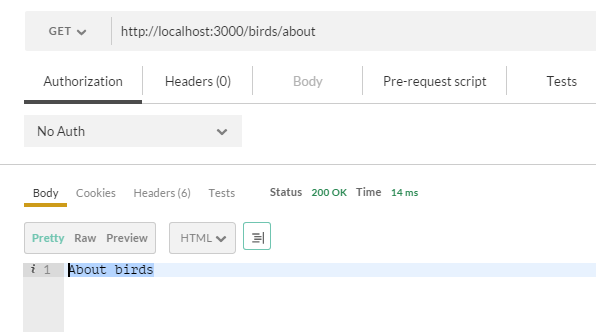 GET http://localhost:3000/birds/about
Authorization Headers (0) Body Pre-request script Tests
No Auth
Body Cookies Headers (6) Tests Status 200 OK Time 14 ms
Pretty Raw Preview HTML
i 1 About birds